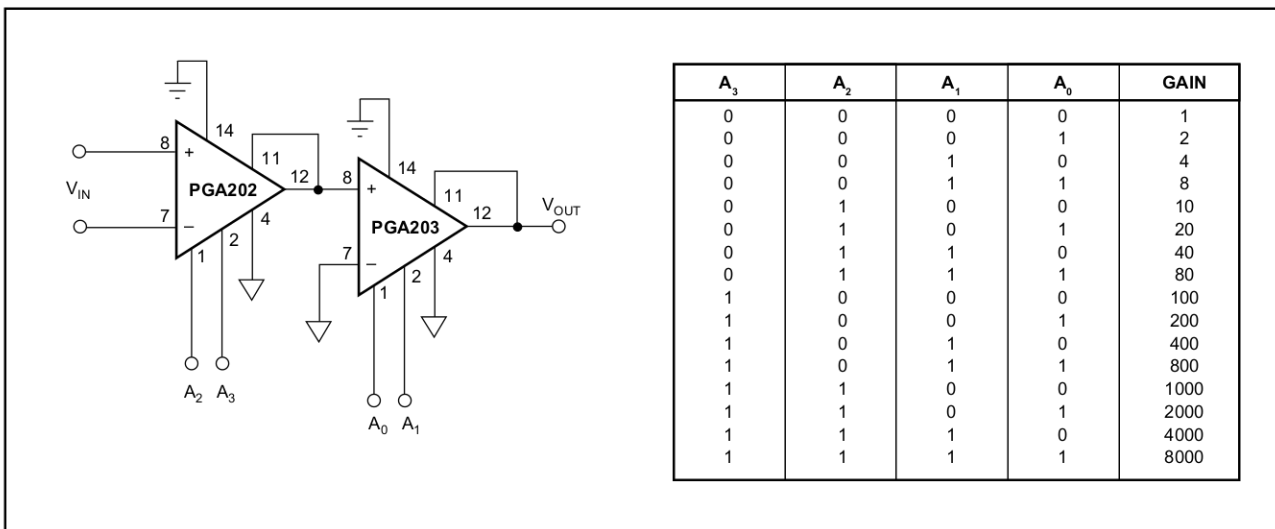 14
8
+
11
12
PGA202
V_IN
7
–
1
2
4
A_2
A_3
14
8
+
11
12
V_OUT
PGA203
7
–
1
2
4
A_0
A_1
A_3 A_2 A_1 A_0 GAIN
0 0 0 0 1
0 0 0 1 2
0 0 1 0 4
0 0 1 1 8
0 1 0 0 10
0 1 0 1 20
0 1 1 0 40
0 1 1 1 80
1 0 0 0 100
1 0 0 1 200
1 0 1 0 400
1 0 1 1 800
1 1 0 0 1000
1 1 0 1 2000
1 1 1 0 4000
1 1 1 1 8000